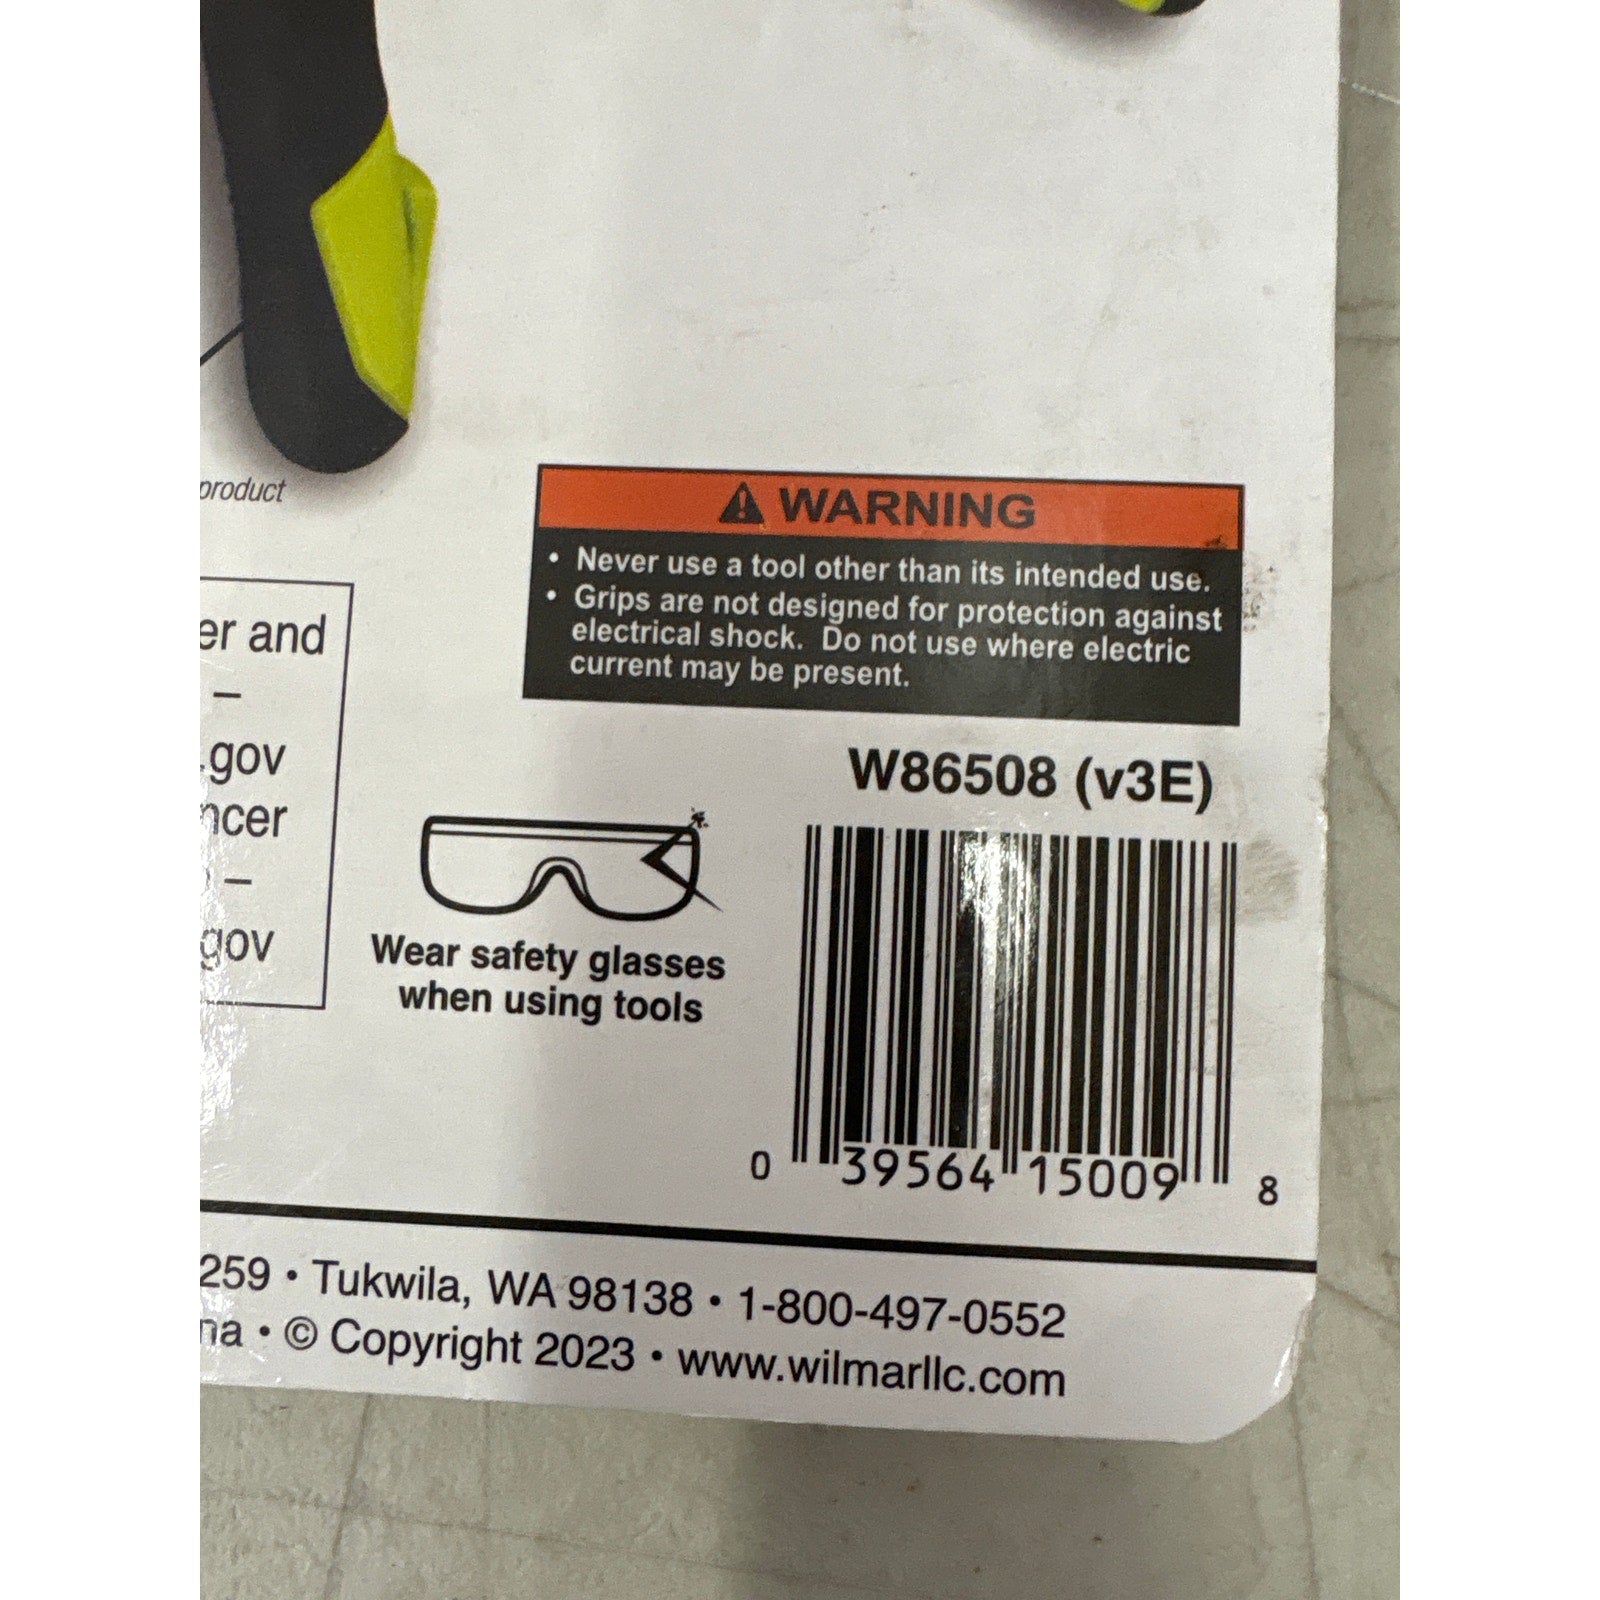 product
WARNING
• Never use a tool other than its intended use.
• Grips are not designed for protection against
electrical shock. Do not use where electric
current may be present.
er and
–
.gov
ncer
–
gov
W86508 (v3E)
Wear safety glasses
when using tools
0 39564 15009 8
259 • Tukwila, WA 98138 • 1-800-497-0552
na • © Copyright 2023 • www.wilmarllc.com